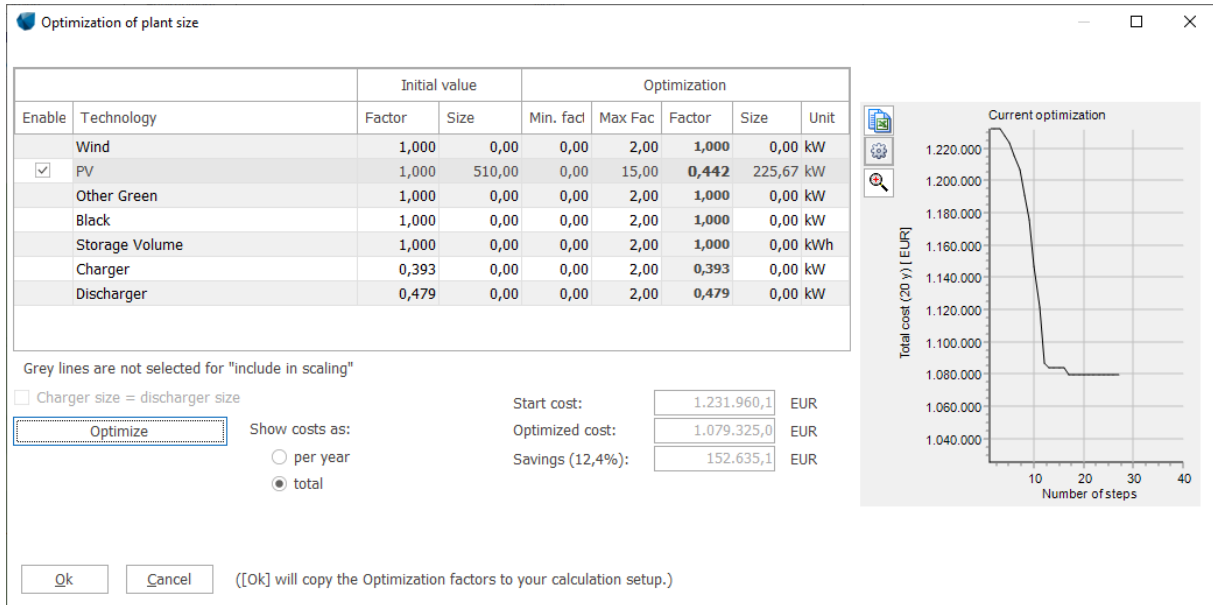 Optimization of plant size
Initial value Optimization
Enable Technology Factor Size Min. fact Max Fac Factor Size Unit
Wind 1,000 0,00 0,00 2,00 1,000 0,00 kW
PV 1,000 510,00 0,00 15,00 0,442 225,67 kW
Other Green 1,000 0,00 0,00 2,00 1,000 0,00 kW
Black 1,000 0,00 0,00 2,00 1,000 0,00 kW
Storage Volume 1,000 0,00 0,00 2,00 1,000 0,00 kWh
Charger 0,393 0,00 0,00 2,00 0,393 0,00 kW
Discharger 0,479 0,00 0,00 2,00 0,479 0,00 kW
Grey lines are not selected for "include in scaling"
Charger size = discharger size
Optimize
Show costs as:
per year
total
Start cost: 1.231.960,1 EUR
Optimized cost: 1.079.325,0 EUR
Savings (12,4%): 152.635,1 EUR
Ok Cancel ([Ok] will copy the Optimization factors to your calculation setup.)
Current optimization
Total cost (20 y) [ EUR]
1.220.000
1.200.000
1.180.000
1.160.000
1.140.000
1.120.000
1.100.000
1.080.000
1.060.000
1.040.000
10 20 30 40
Number of steps